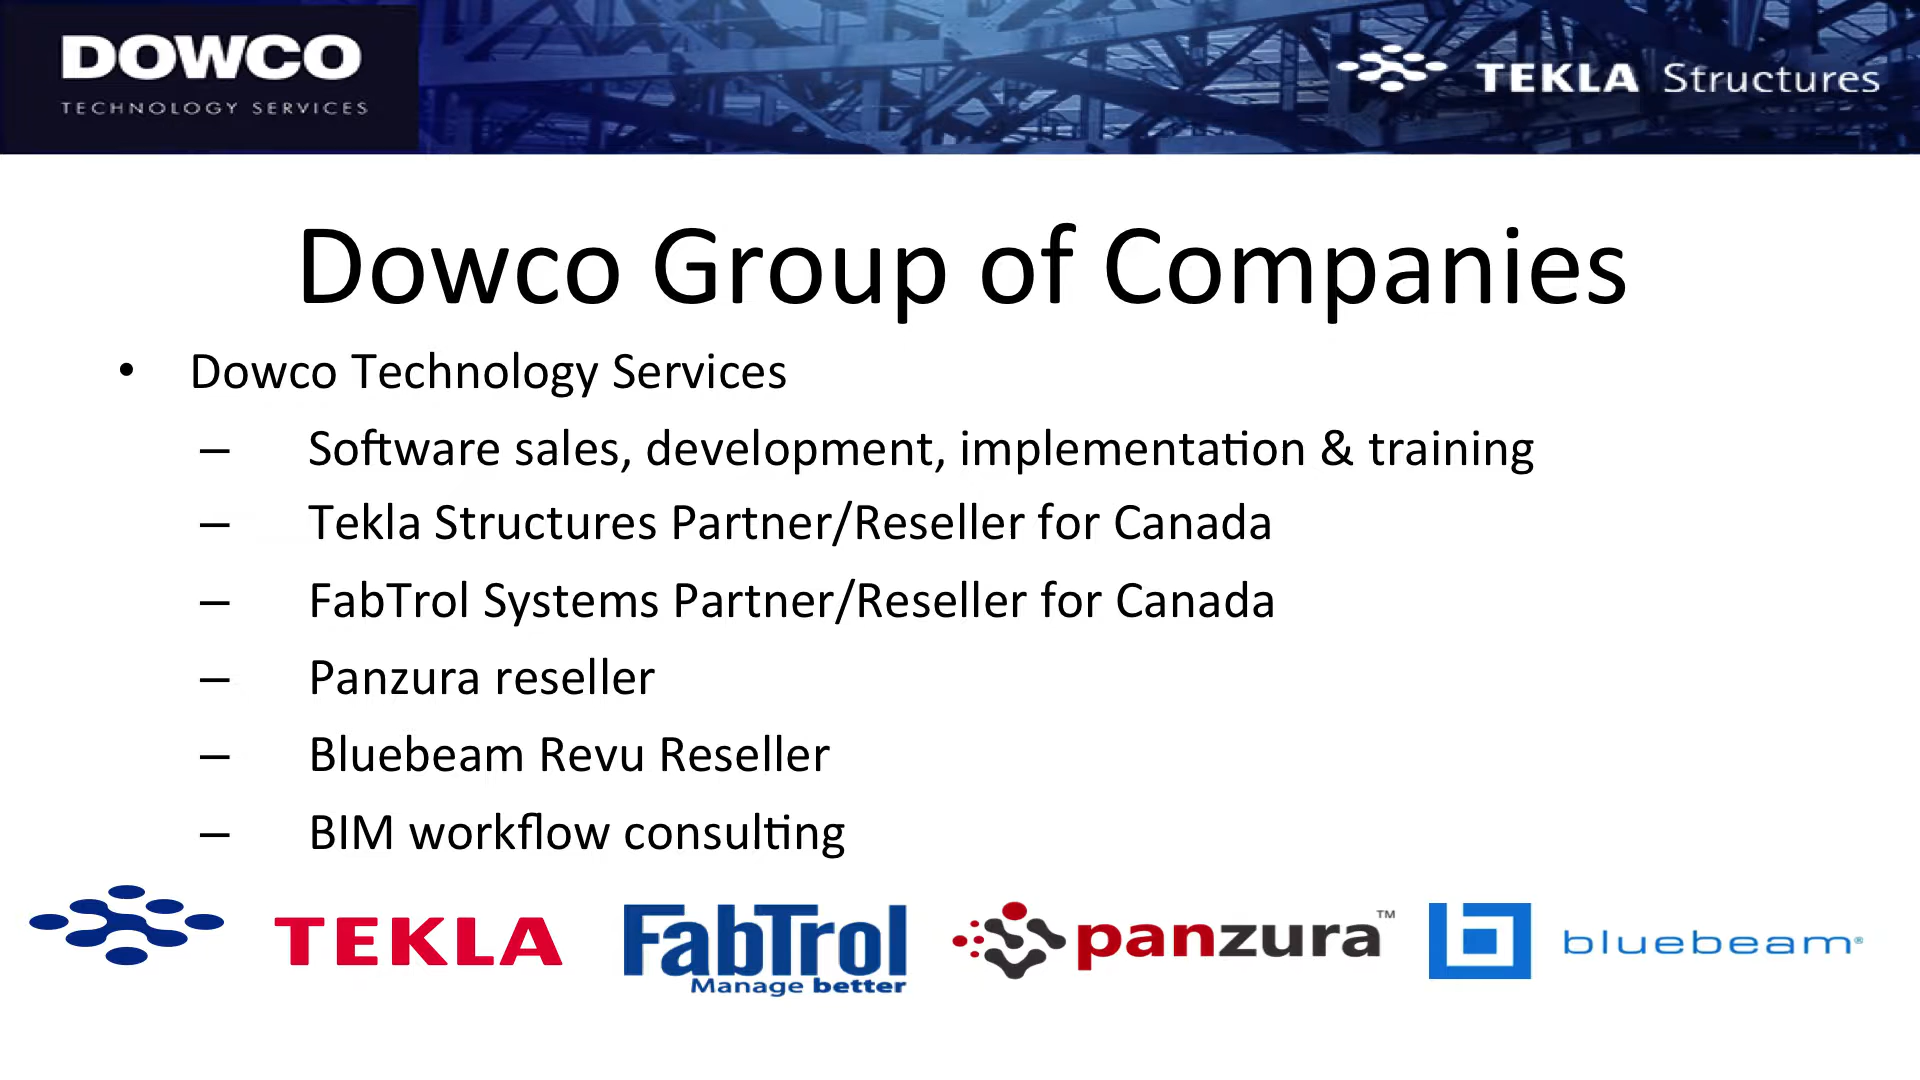 DOWCO
TECHNOLOGY SERVICES
TEKLA Structures
Dowco Group of Companies
• Dowco Technology Services
– Software sales, development, implementation & training
– Tekla Structures Partner/Reseller for Canada
– FabTrol Systems Partner/Reseller for Canada
– Panzura reseller
– Bluebeam Revu Reseller
– BIM workflow consulting
TEKLA
FabTrol
Manage better
panzura™
bluebeam®